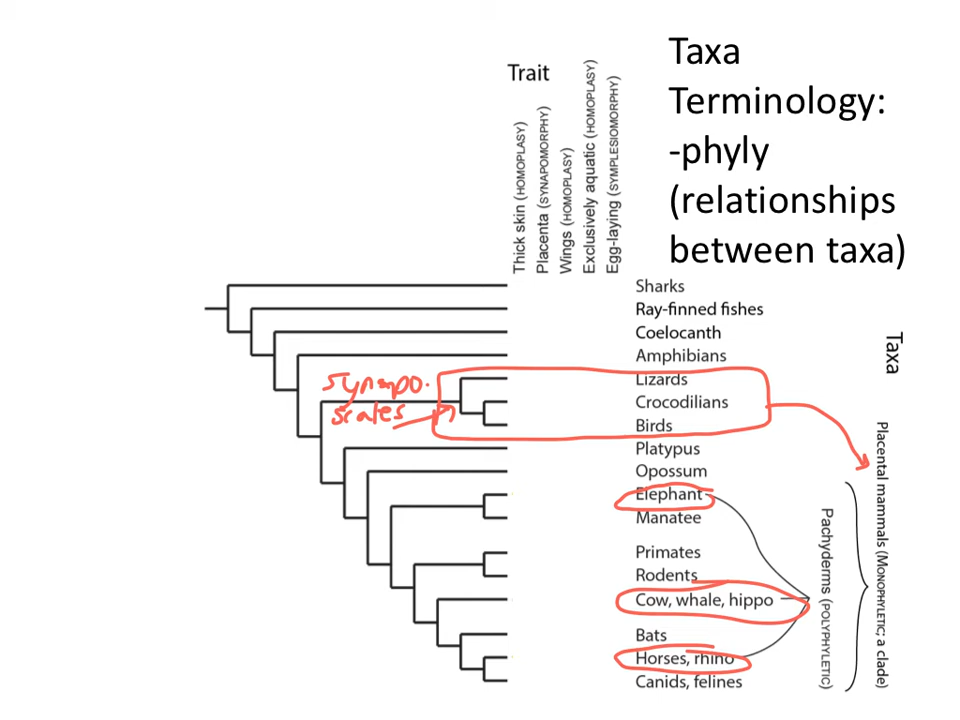 Taxa
Terminology:
-phyly
(relationships
between taxa)
Trait
Thick skin (HOMOPLASY)
Placenta (SYNAPOMORPHY)
Wings (HOMOPLASY)
Exclusively aquatic (HOMOPLASY)
Egg-laying (SYMPLESIOMORPHY)
Sharks
Ray-finned fishes
Coelocanth
Amphibians
Lizards
Crocodilians
Birds
Platypus
Opossum
Elephant
Manatee
Primates
Rodents
Cow, whale, hippo
Bats
Horses, rhino
Canids, felines
synapo.
scales
Taxa
Pachyderms (POLYPHYLETIC)
Placental mammals (MONOPHYLETIC; a clade)